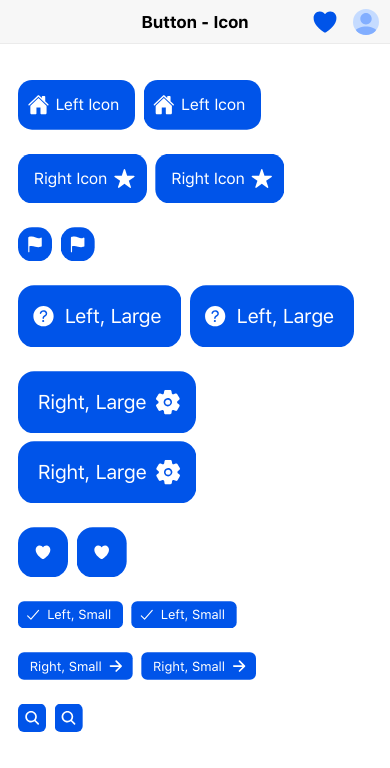 Button - Icon
Left Icon Left Icon
Right Icon Right Icon
? Left, Large ? Left, Large
Right, Large
Right, Large
Left, Small Left, Small
Right, Small Right, Small